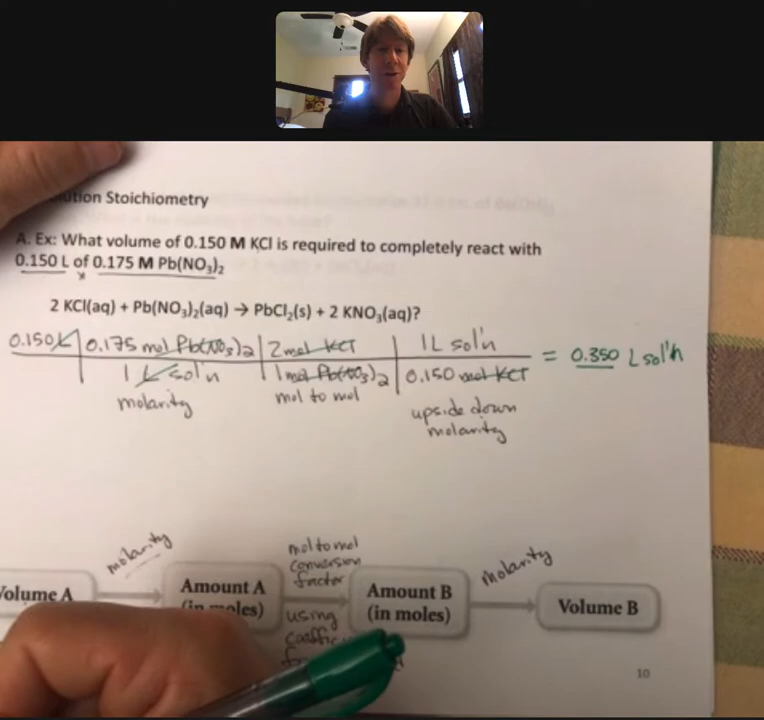 ution Stoichiometry
A. Ex: What volume of 0.150 M KCl is required to completely react with
0.150 L of 0.175 M Pb(NO₃)₂
2 KCl(aq) + Pb(NO₃)₂(aq) → PbCl₂(s) + 2 KNO₃(aq)?
0.150 L | 0.175 mol Pb(NO₃)₂ | 2 mol KCl | 1 L sol'n = 0.350 L sol'n
1 L sol'n | 1 mol Pb(NO₃)₂ | 0.150 mol KCl
molarity mol to mol upside down
molarity
molarity mol to mol molarity
conversion
factor
Volume A Amount A Amount B Volume B
(in moles) (in moles)
using
10